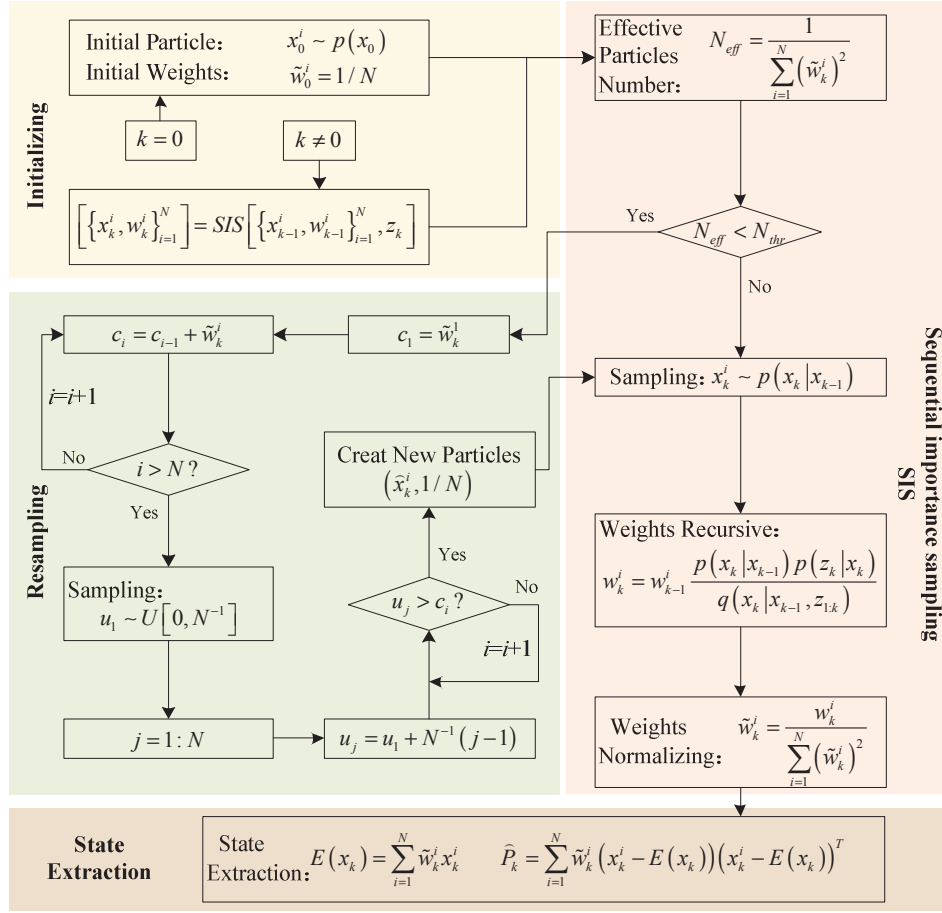 Initializing
Initial Particle: x_0^i ~ p(x_0)
Initial Weights: w̃_0^i = 1/N
k = 0
k ≠ 0
[{x_k^i, w_k^i}_{i=1}^N] = SIS[{x_{k-1}^i, w_{k-1}^i}_{i=1}^N, z_k]
Effective
Particles
Number:
N_eff = 1 / ∑_{i=1}^N (w̃_k^i)^2
Yes
N_eff < N_thr
No
Sequential importance sampling
SIS
Sampling: x_k^i ~ p(x_k | x_{k-1})
Weights Recursive:
w_k^i = w_{k-1}^i p(x_k | x_{k-1}) p(z_k | x_k) / q(x_k | x_{k-1}, z_{1:k})
Weights
Normalizing:
w̃_k^i = w_k^i / ∑_{i=1}^N (w̃_k^i)^2
Resampling
c_i = c_{i-1} + w̃_k^i
c_1 = w̃_k^1
i=i+1
No
i > N ?
Yes
Sampling:
u_1 ~ U[0, N^{-1}]
j = 1 : N
u_j = u_1 + N^{-1}(j−1)
Creat New Particles
(x̂_k^i, 1/N)
Yes
No
u_j > c_i ?
i=i+1
State
Extraction
State
Extraction:
E(x_k) = ∑_{i=1}^N w̃_k^i x_k^i
P̂_k = ∑_{i=1}^N w̃_k^i (x_k^i − E(x_k))(x_k^i − E(x_k))^T